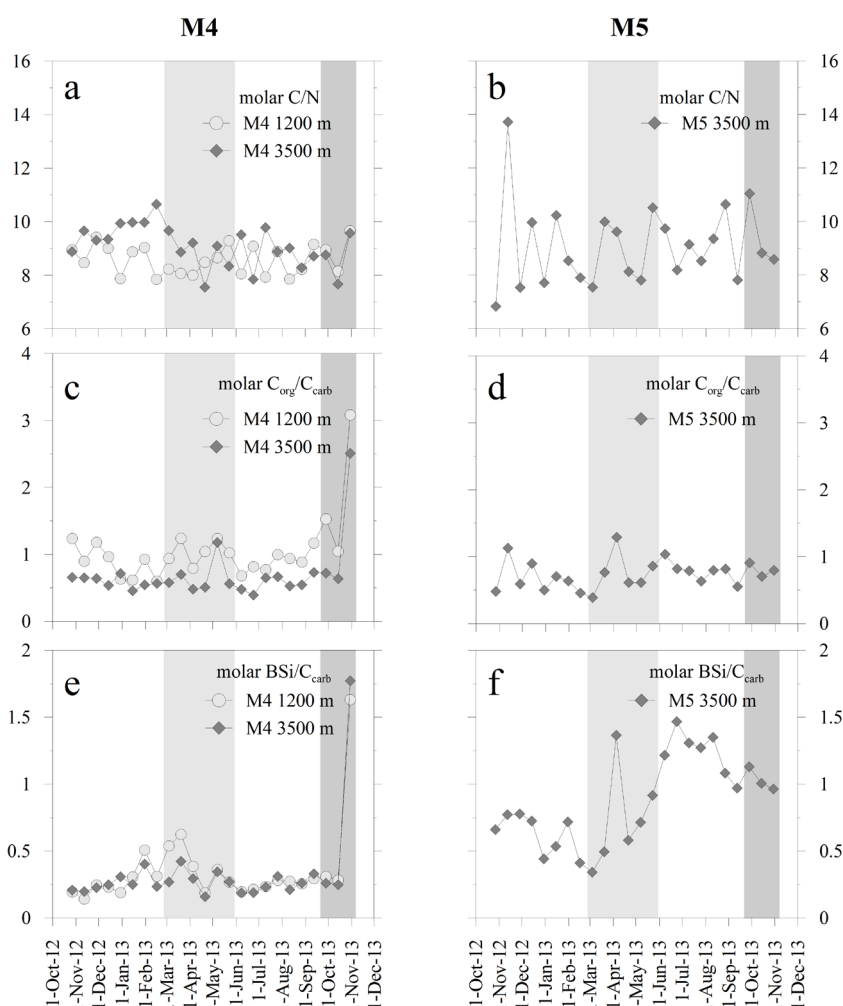 M4
M5
a
molar C/N
M4 1200 m
M4 3500 m
16
14
12
10
8
6
b
molar C/N
M5 3500 m
16
14
12
10
8
6
c
molar Corg/Ccarb
M4 1200 m
M4 3500 m
4
3
2
1
0
d
molar Corg/Ccarb
M5 3500 m
4
3
2
1
0
e
molar BSi/Ccarb
M4 1200 m
M4 3500 m
2
1.5
1
0.5
0
f
molar BSi/Ccarb
M5 3500 m
2
1.5
1
0.5
0
1-Oct-12
-Nov-12
1-Dec-12
1-Jan-13
1-Feb-13
1-Mar-13
1-Apr-13
-May-13
1-Jun-13
1-Jul-13
1-Aug-13
1-Sep-13
1-Oct-13
-Nov-13
1-Dec-13
1-Oct-12
-Nov-12
1-Dec-12
1-Jan-13
1-Feb-13
1-Mar-13
1-Apr-13
-May-13
1-Jun-13
1-Jul-13
1-Aug-13
1-Sep-13
1-Oct-13
-Nov-13
1-Dec-13